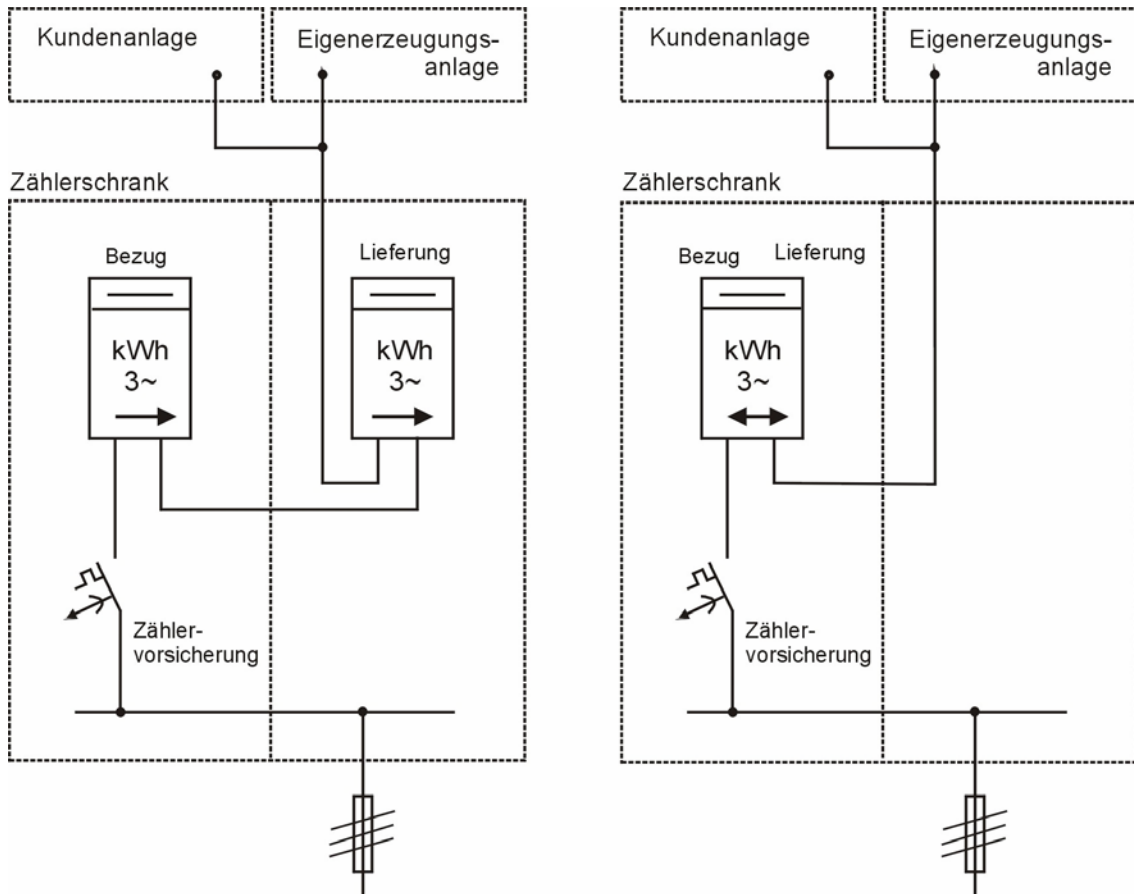 Kundenanlage
Eigenerzeugungs-
anlage
Zählerschrank
Bezug
Lieferung
kWh
3~
kWh
3~
Zähler-
vorsicherung
Kundenanlage
Eigenerzeugungs-
anlage
Zählerschrank
Bezug
Lieferung
kWh
3~
Zähler-
vorsicherung